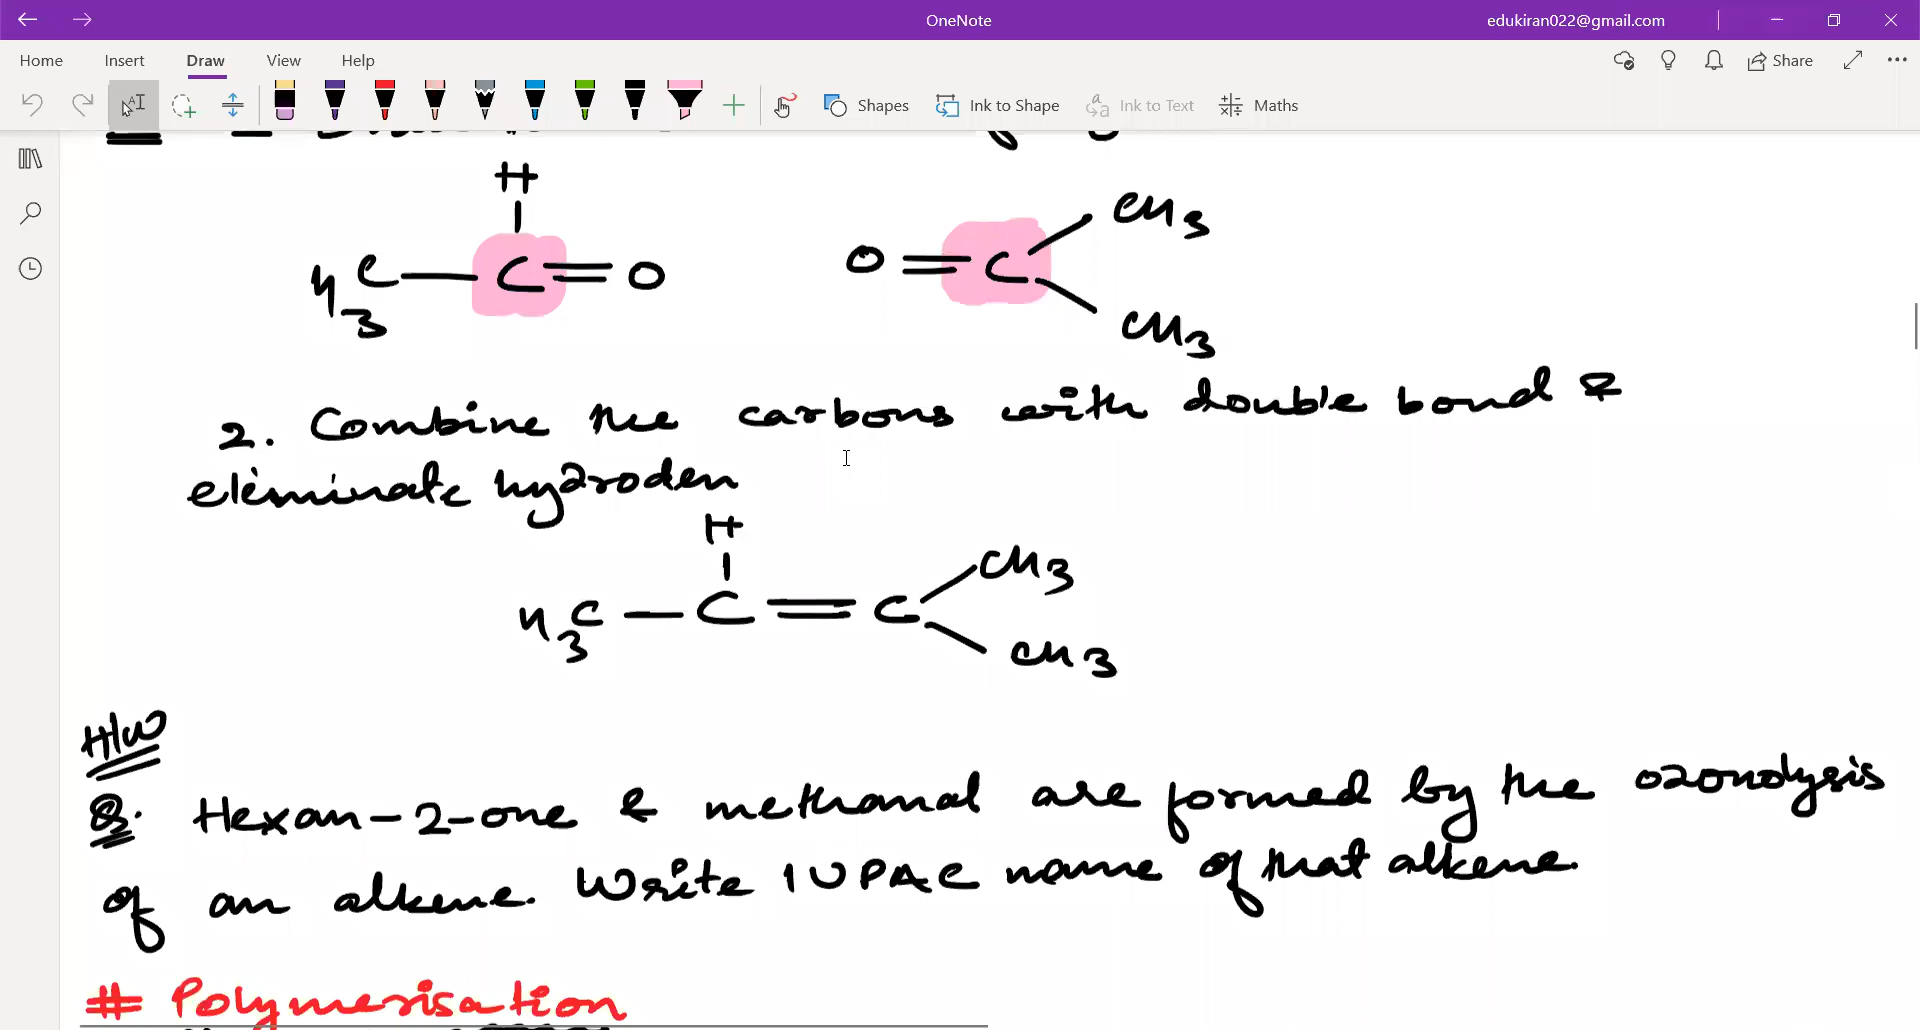 OneNote
edukiran022@gmail.com
Home Insert Draw View Help
Share
Shapes Ink to Shape Ink to Text Maths
H
H3C — C = O O = C CH3
CH3
2. Combine the carbons with double bond &
eliminate hydroden
H
H3C — C = C CH3
CH3
H/W
Q. Hexan-2-one & methanal are formed by the ozonolysis
of an alkene. Write IUPAC name of that alkene.
# Polymerisation